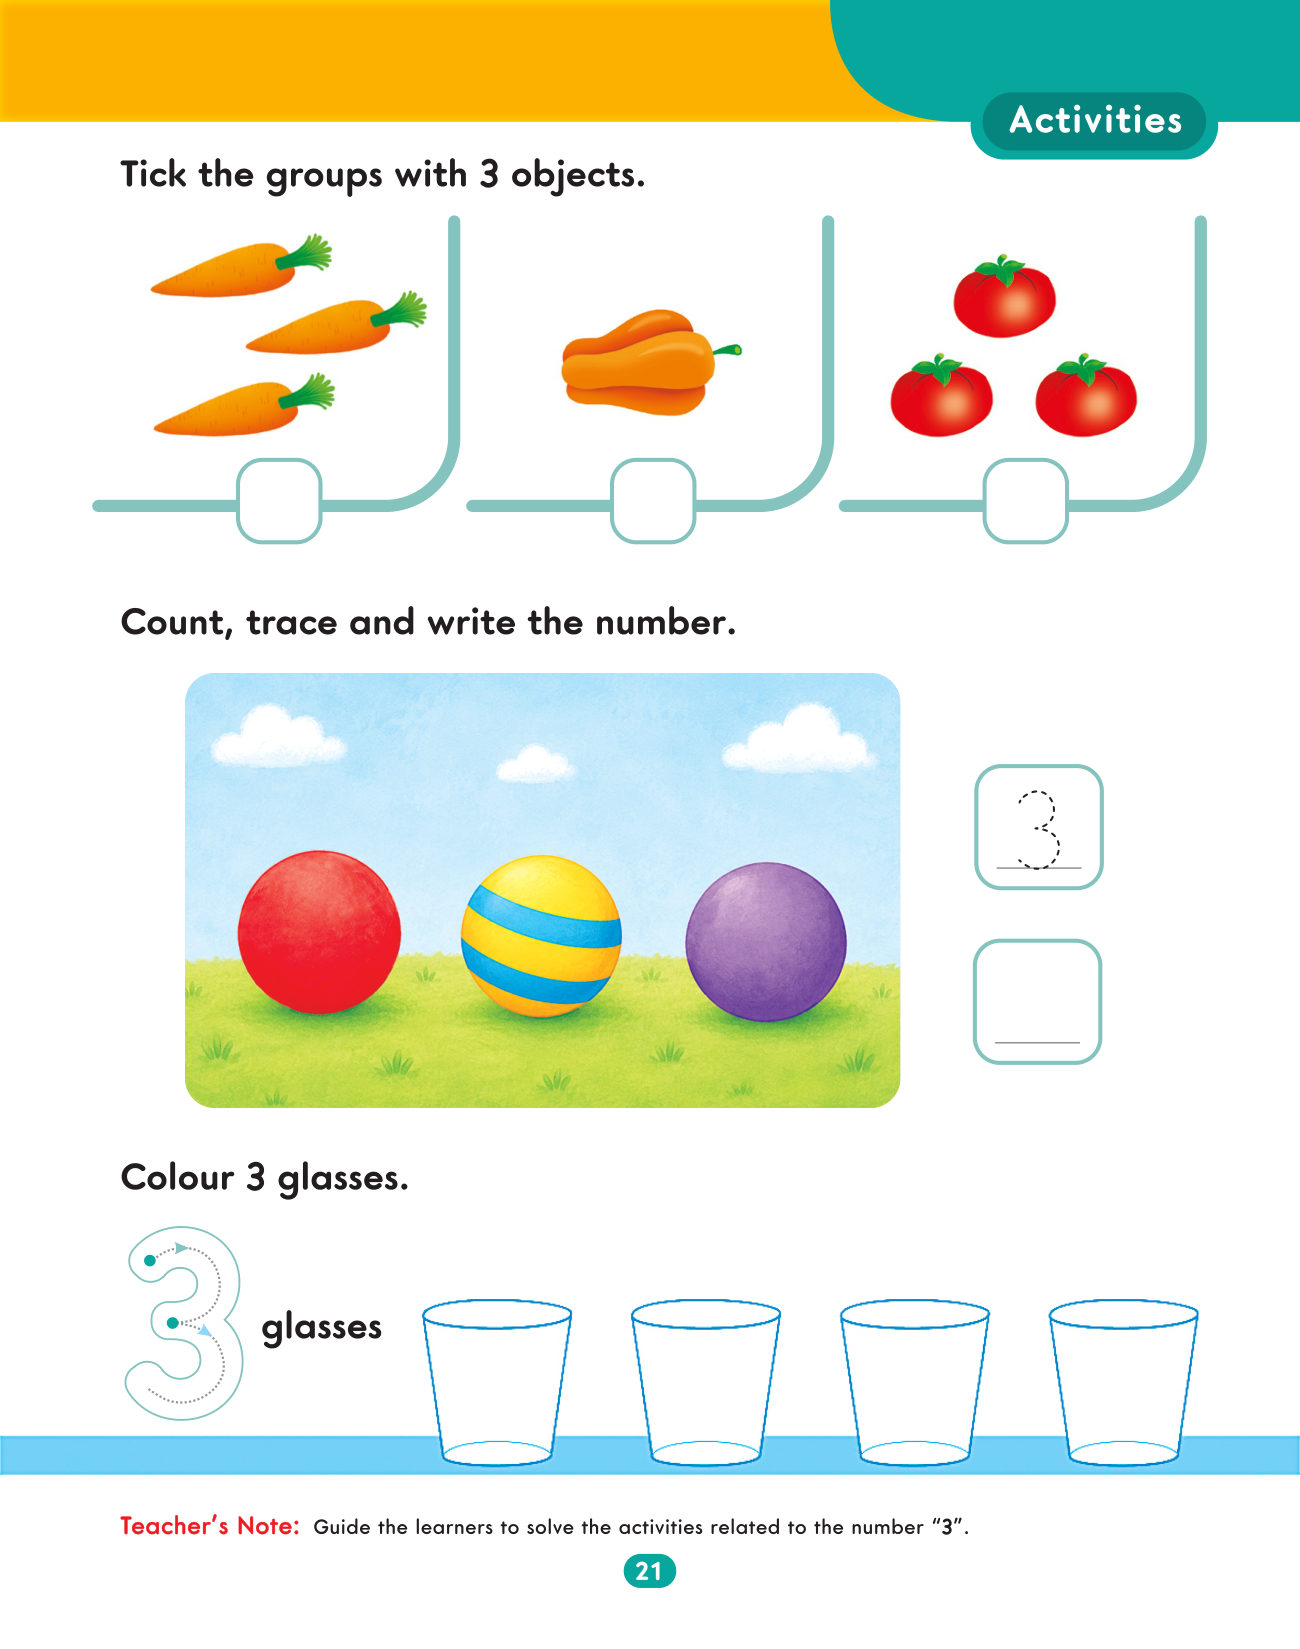 Activities
Tick the groups with 3 objects.
Count, trace and write the number.
3
Colour 3 glasses.
3 glasses
Teacher's Note: Guide the learners to solve the activities related to the number “3”.
21